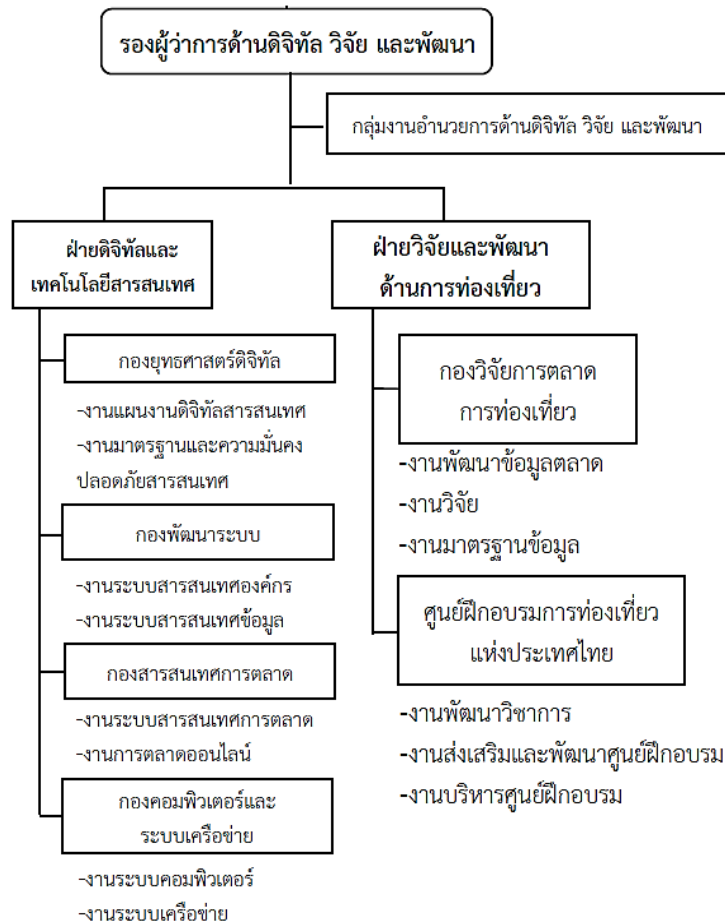 รองผู้ว่าการด้านดิจิทัล วิจัย และพัฒนา
กลุ่มงานอำนวยการด้านดิจิทัล วิจัย และพัฒนา
ฝ่ายดิจิทัลและ
เทคโนโลยีสารสนเทศ
กองยุทธศาสตร์ดิจิทัล
-งานแผนงานดิจิทัลสารสนเทศ
-งานมาตรฐานและความมั่นคง
ปลอดภัยสารสนเทศ
กองพัฒนาระบบ
-งานระบบสารสนเทศองค์กร
-งานระบบสารสนเทศข้อมูล
กองสารสนเทศการตลาด
-งานระบบสารสนเทศการตลาด
-งานการตลาดออนไลน์
กองคอมพิวเตอร์และ
ระบบเครือข่าย
-งานระบบคอมพิวเตอร์
-งานระบบเครือข่าย
ฝ่ายวิจัยและพัฒนา
ด้านการท่องเที่ยว
กองวิจัยการตลาด
การท่องเที่ยว
-งานพัฒนาข้อมูลตลาด
-งานวิจัย
-งานมาตรฐานข้อมูล
ศูนย์ฝึกอบรมการท่องเที่ยว
แห่งประเทศไทย
-งานพัฒนาวิชาการ
-งานส่งเสริมและพัฒนาศูนย์ฝึกอบรม
-งานบริหารศูนย์ฝึกอบรม